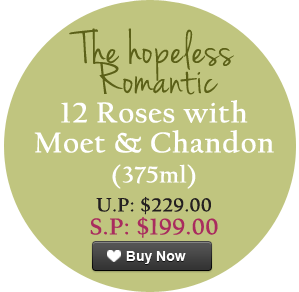 The hopeless
Romantic
12 Roses with
Moet & Chandon
(375ml)
U.P: $229.00
S.P: $199.00
Buy Now